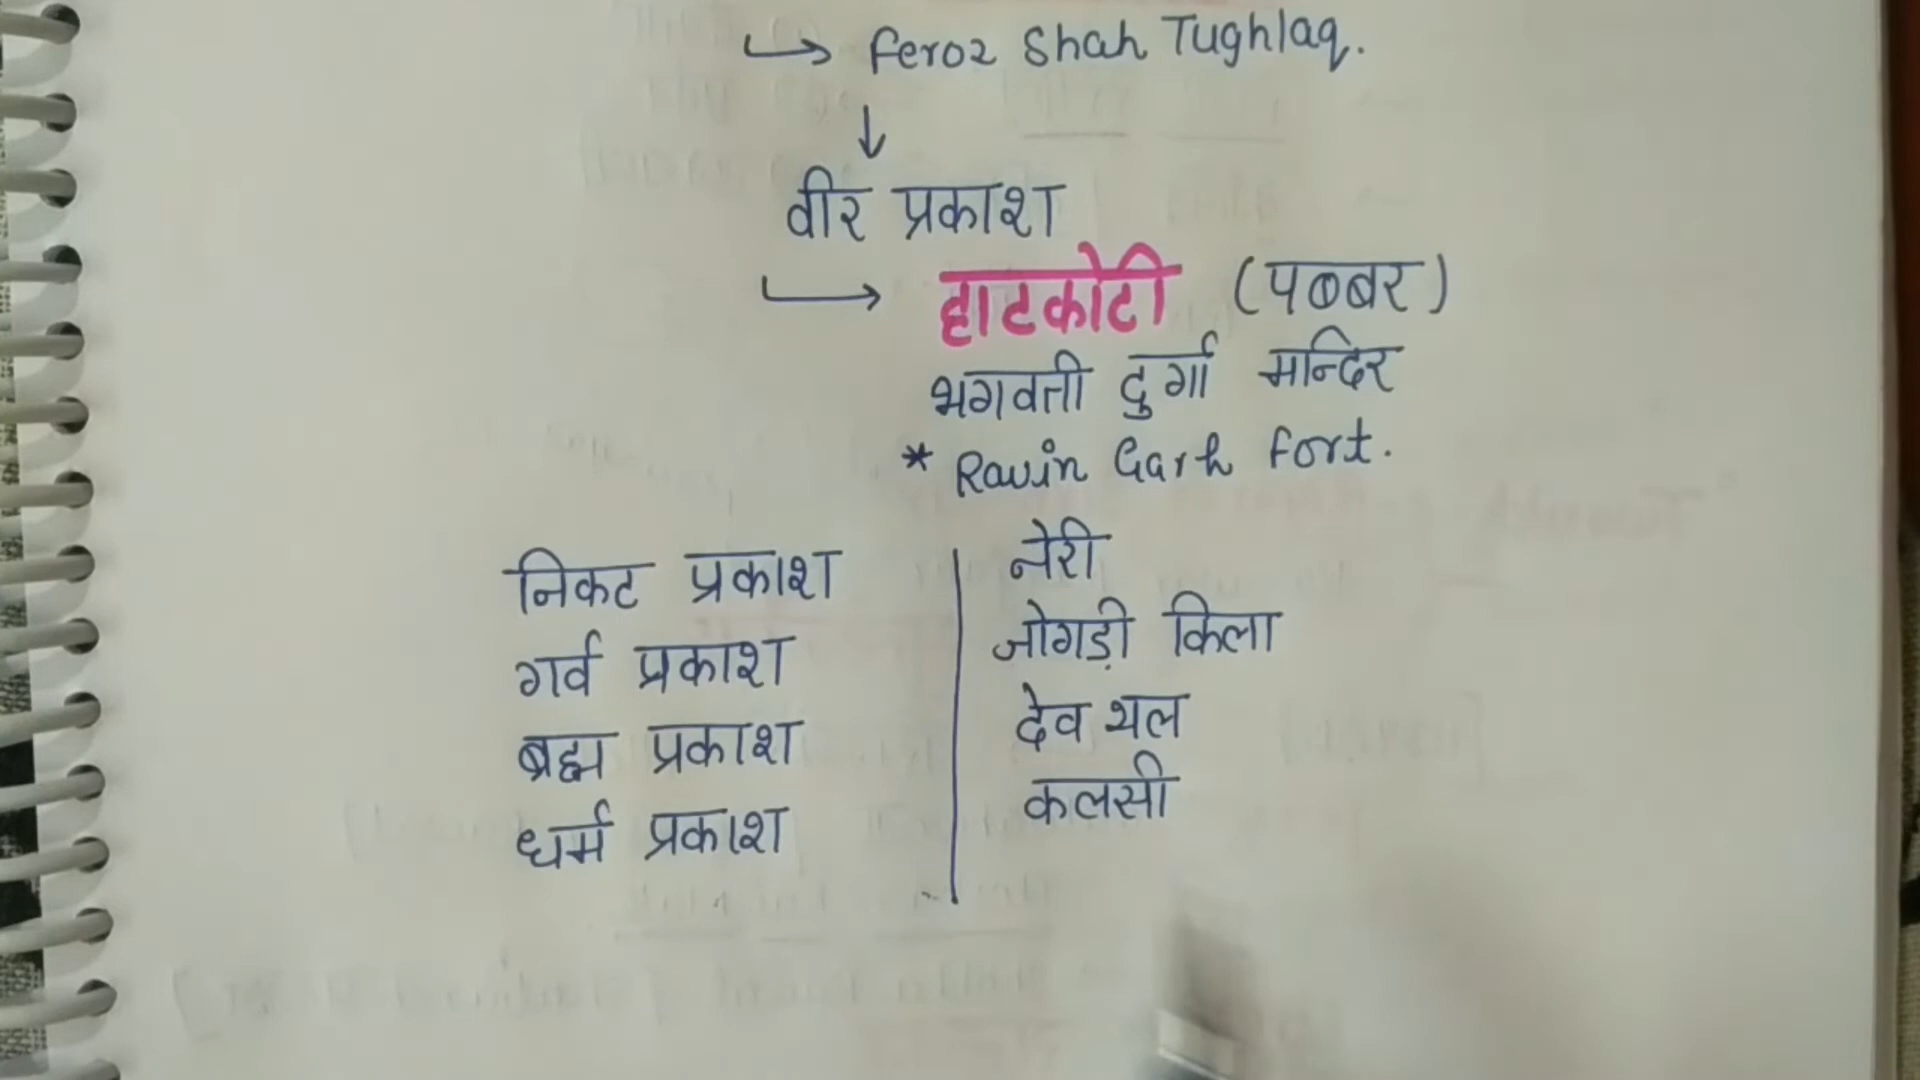 ↳ Feroz Shah Tughlaq.
↓
वीर प्रकाश
↳ हाटकोटी (पब्बर)
भगवती दुर्गा मन्दिर
* Rawin Garh Fort.
निकट प्रकाश | नेरी
गर्व प्रकाश | जोगड़ी किला
ब्रह्म प्रकाश | देवथल
धर्म प्रकाश | कलसी